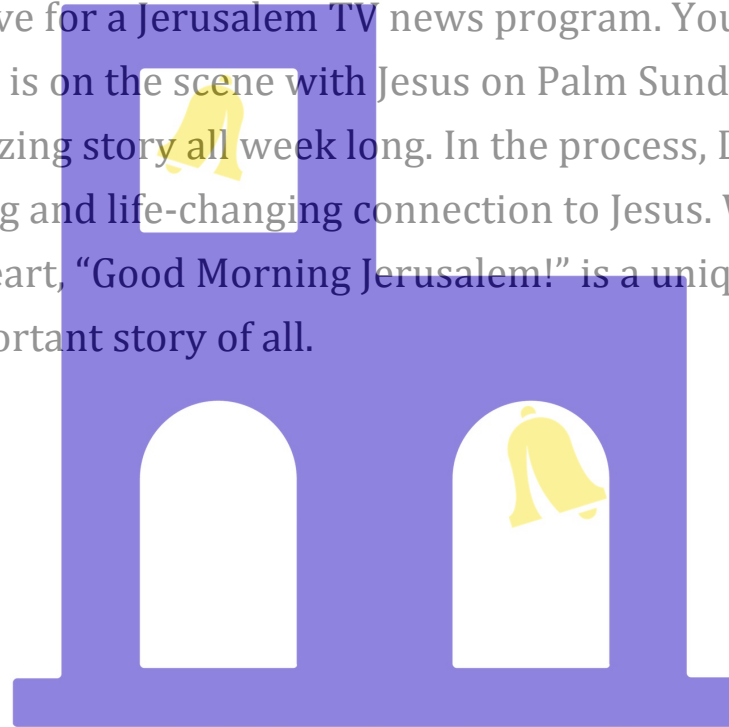 ve for a Jerusalem TV news program. You
is on the scene with Jesus on Palm Sund
zing story all week long. In the process, D
g and life-changing connection to Jesus. W
eart, “Good Morning Jerusalem!” is a uniq
ortant story of all.